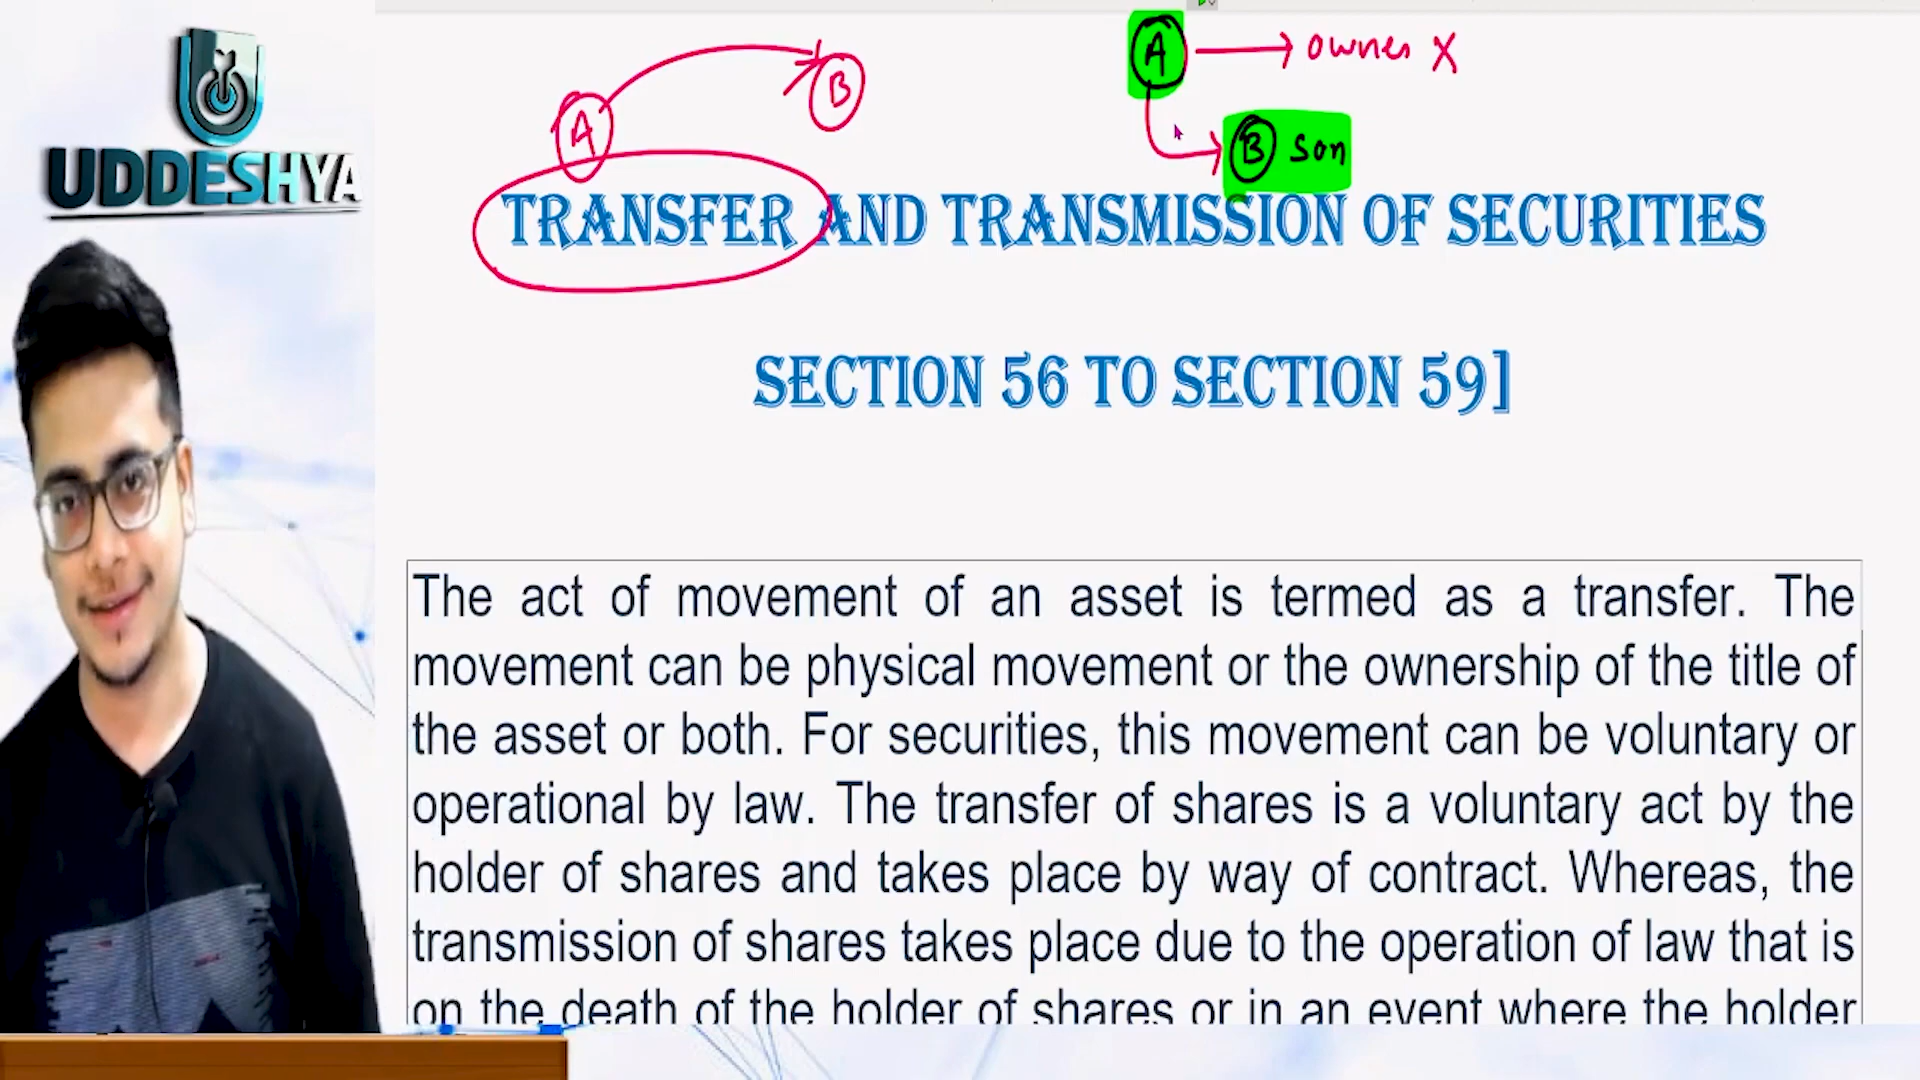 UDDESHYA
A → owner X
A
B
B son
TRANSFER AND TRANSMISSION OF SECURITIES
SECTION 56 TO SECTION 59]
The act of movement of an asset is termed as a transfer. The
movement can be physical movement or the ownership of the title of
the asset or both. For securities, this movement can be voluntary or
operational by law. The transfer of shares is a voluntary act by the
holder of shares and takes place by way of contract. Whereas, the
transmission of shares takes place due to the operation of law that is
on the death of the holder of shares or in an event where the holder